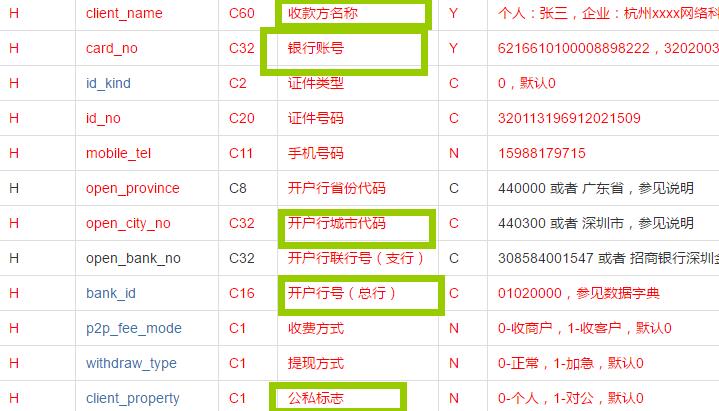 H client_name C60 收款方名称 Y 个人：张三，企业：杭州xxxx网络科
H card_no C32 银行账号 Y 6216610100008898222，3202003
H id_kind C2 证件类型 C 0，默认0
H id_no C20 证件号码 C 320113196912021509
H mobile_tel C11 手机号码 N 15988179715
H open_province C8 开户行省份代码 C 440000 或者 广东省，参见说明
H open_city_no C32 开户行城市代码 C 440300 或者 深圳市，参见说明
H open_bank_no C32 开户行联行号（支行） C 308584001547 或者 招商银行深圳金
H bank_id C16 开户行号（总行） C 01020000，参见数据字典
H p2p_fee_mode C1 收费方式 N 0-收商户，1-收客户，默认0
H withdraw_type C1 提现方式 N 0-正常，1-加急，默认0
H client_property C1 公私标志 N 0-个人，1-对公，默认0